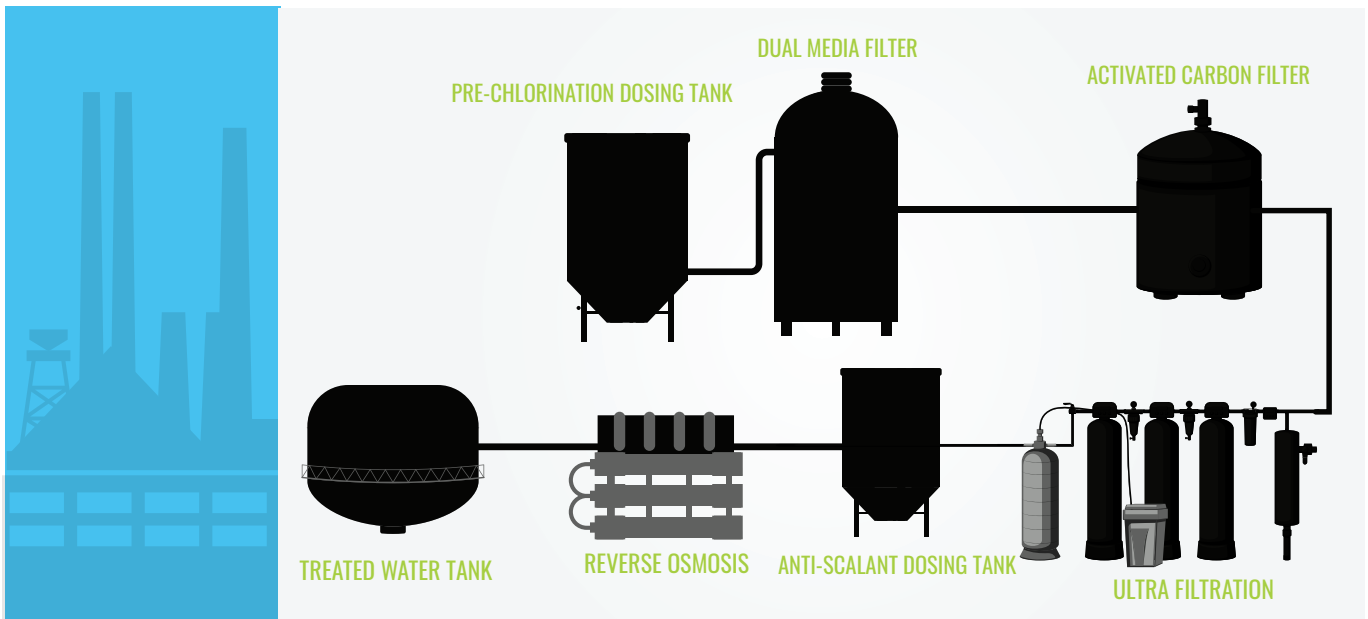 DUAL MEDIA FILTER
PRE-CHLORINATION DOSING TANK
ACTIVATED CARBON FILTER
TREATED WATER TANK
REVERSE OSMOSIS
ANTI-SCALANT DOSING TANK
ULTRA FILTRATION